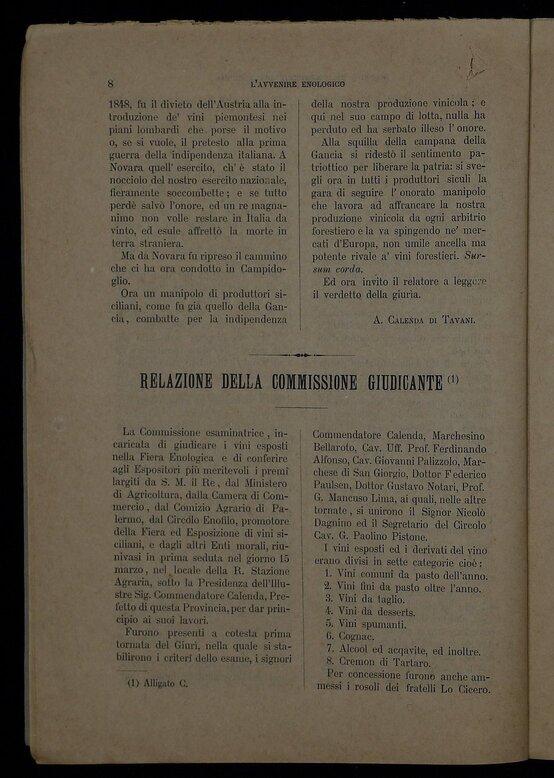 8
L'AVVENIRE ENOLOGICO
1848, fu il divieto dell'Austria alla in-
troduzione de' vini piemontesi nei
piani lombardi che porse il motivo
o, se si vuole, il pretesto alla prima
guerra della indipendenza italiana. A
Novara quell' esercito, ch' è stato il
nocciolo del nostro esercito nazionale,
fieramente soccombette; e se tutto
perdè salvò l'onore, ed un re magna-
nimo non volle restare in Italia da
vinto, ed esule affrettò la morte in
terra straniera.
Ma da Novara fu ripreso il cammino
che ci ha ora condotto in Campido-
glio.
Ora un manipolo di produttori si-
ciliani, come fu già quello della Gan-
cia, combatte per la indipendenza
della nostra produzione vinicola; e
qui nel suo campo di lotta, nulla ha
perduto ed ha serbato illeso l'onore.
Alla squilla della campana della
Gancia si ridestò il sentimento pa-
triottico per liberare la patria: si sve-
gli ora in tutti i produttori siculi la
gara di seguire l' onorato manipolo
che lavora ad affrancare la nostra
produzione vinicola da ogni arbitrio
forestiero e la va spingendo ne' mer-
cati d'Europa, non umile ancella ma
potente rivale a' vini forestieri. Sur-
sum corda.
Ed ora invito il relatore a leggere
il verdetto della giuria.
A. CALENDA DI TAVANI.
RELAZIONE DELLA COMMISSIONE GIUDICANTE (1)
La Commissione esaminatrice, in-
caricata di giudicare i vini esposti
nella Fiera Enologica e di conferire
agli Espositori più meritevoli i premî
largiti da S. M. il Re, dal Ministero
di Agricoltura, dalla Camera di Com-
mercio, dal Comizio Agrario di Pa-
lermo, dal Circolo Enofilo, promotore
della Fiera ed Esposizione di vini si-
ciliani, e dagli altri Enti morali, riu-
nivasi in prima seduta nel giorno 15
marzo, nel locale della R. Stazione
Agraria, sotto la Presidenza dell'Illu-
stre Sig. Commendatore Calenda, Pre-
fetto di questa Provincia, per dar prin-
cipio ai suoi lavori.
Furono presenti a cotesta prima
tornata del Giurì, nella quale si sta-
bilirono i criterî dello esame, i signori
(1) Alligato C.
Commendatore Calenda, Marchesino
Bellaroto, Cav. Uff. Prof. Ferdinando
Alfonso, Cav. Giovanni Palizzolo, Mar-
chese di San Giorgio, Dottor Federico
Paulsen, Dottor Gustavo Notari, Prof.
G. Mancuso Lima, ai quali, nelle altre
tornate, si unirono il Signor Nicolò
Dagnino ed il Segretario del Circolo
Cav. G. Paolino Pistone.
I vini esposti ed i derivati del vino
erano divisi in sette categorie cioè:
1. Vini comuni da pasto dell'anno.
2. Vini fini da pasto oltre l'anno.
3. Vini da taglio.
4. Vini da desserts.
5. Vini spumanti.
6. Cognac.
7. Alcool ed acqavite, ed inoltre.
8. Cremon di Tartaro.
Per concessione furono anche am-
messi i rosoli dei fratelli Lo Cicero.